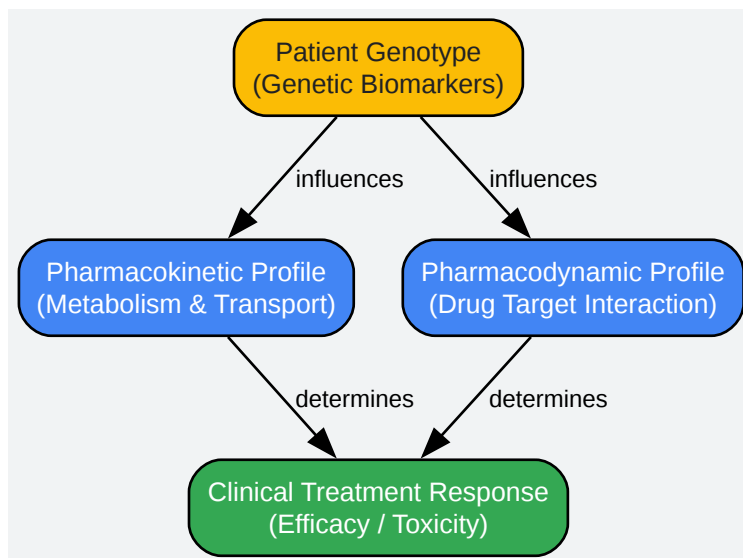 Patient Genotype
(Genetic Biomarkers)
influences
influences
Pharmacokinetic Profile
(Metabolism & Transport)
Pharmacodynamic Profile
(Drug Target Interaction)
determines
determines
Clinical Treatment Response
(Efficacy / Toxicity)